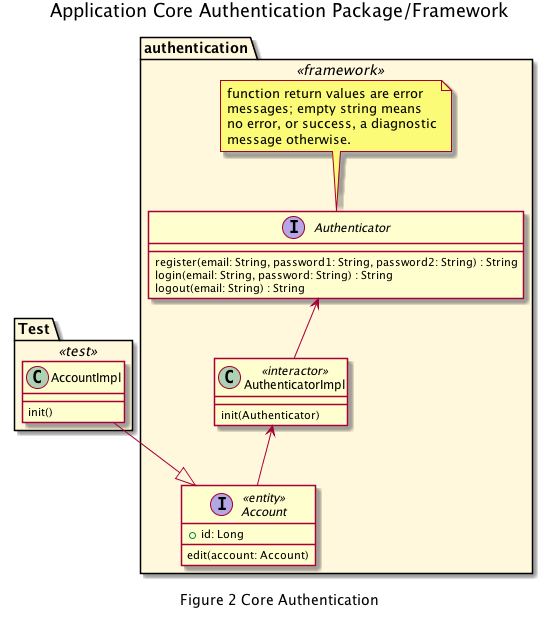 Application Core Authentication Package/Framework
authentication
«framework»
function return values are error
messages; empty string means
no error, or success, a diagnostic
message otherwise.
I Authenticator
register(email: String, password1: String, password2: String) : String
login(email: String, password: String) : String
logout(email: String) : String
Test
«test»
C AccountImpl
init()
«interactor»
C AuthenticatorImpl
init(Authenticator)
«entity»
I Account
id: Long
edit(account: Account)
Figure 2 Core Authentication